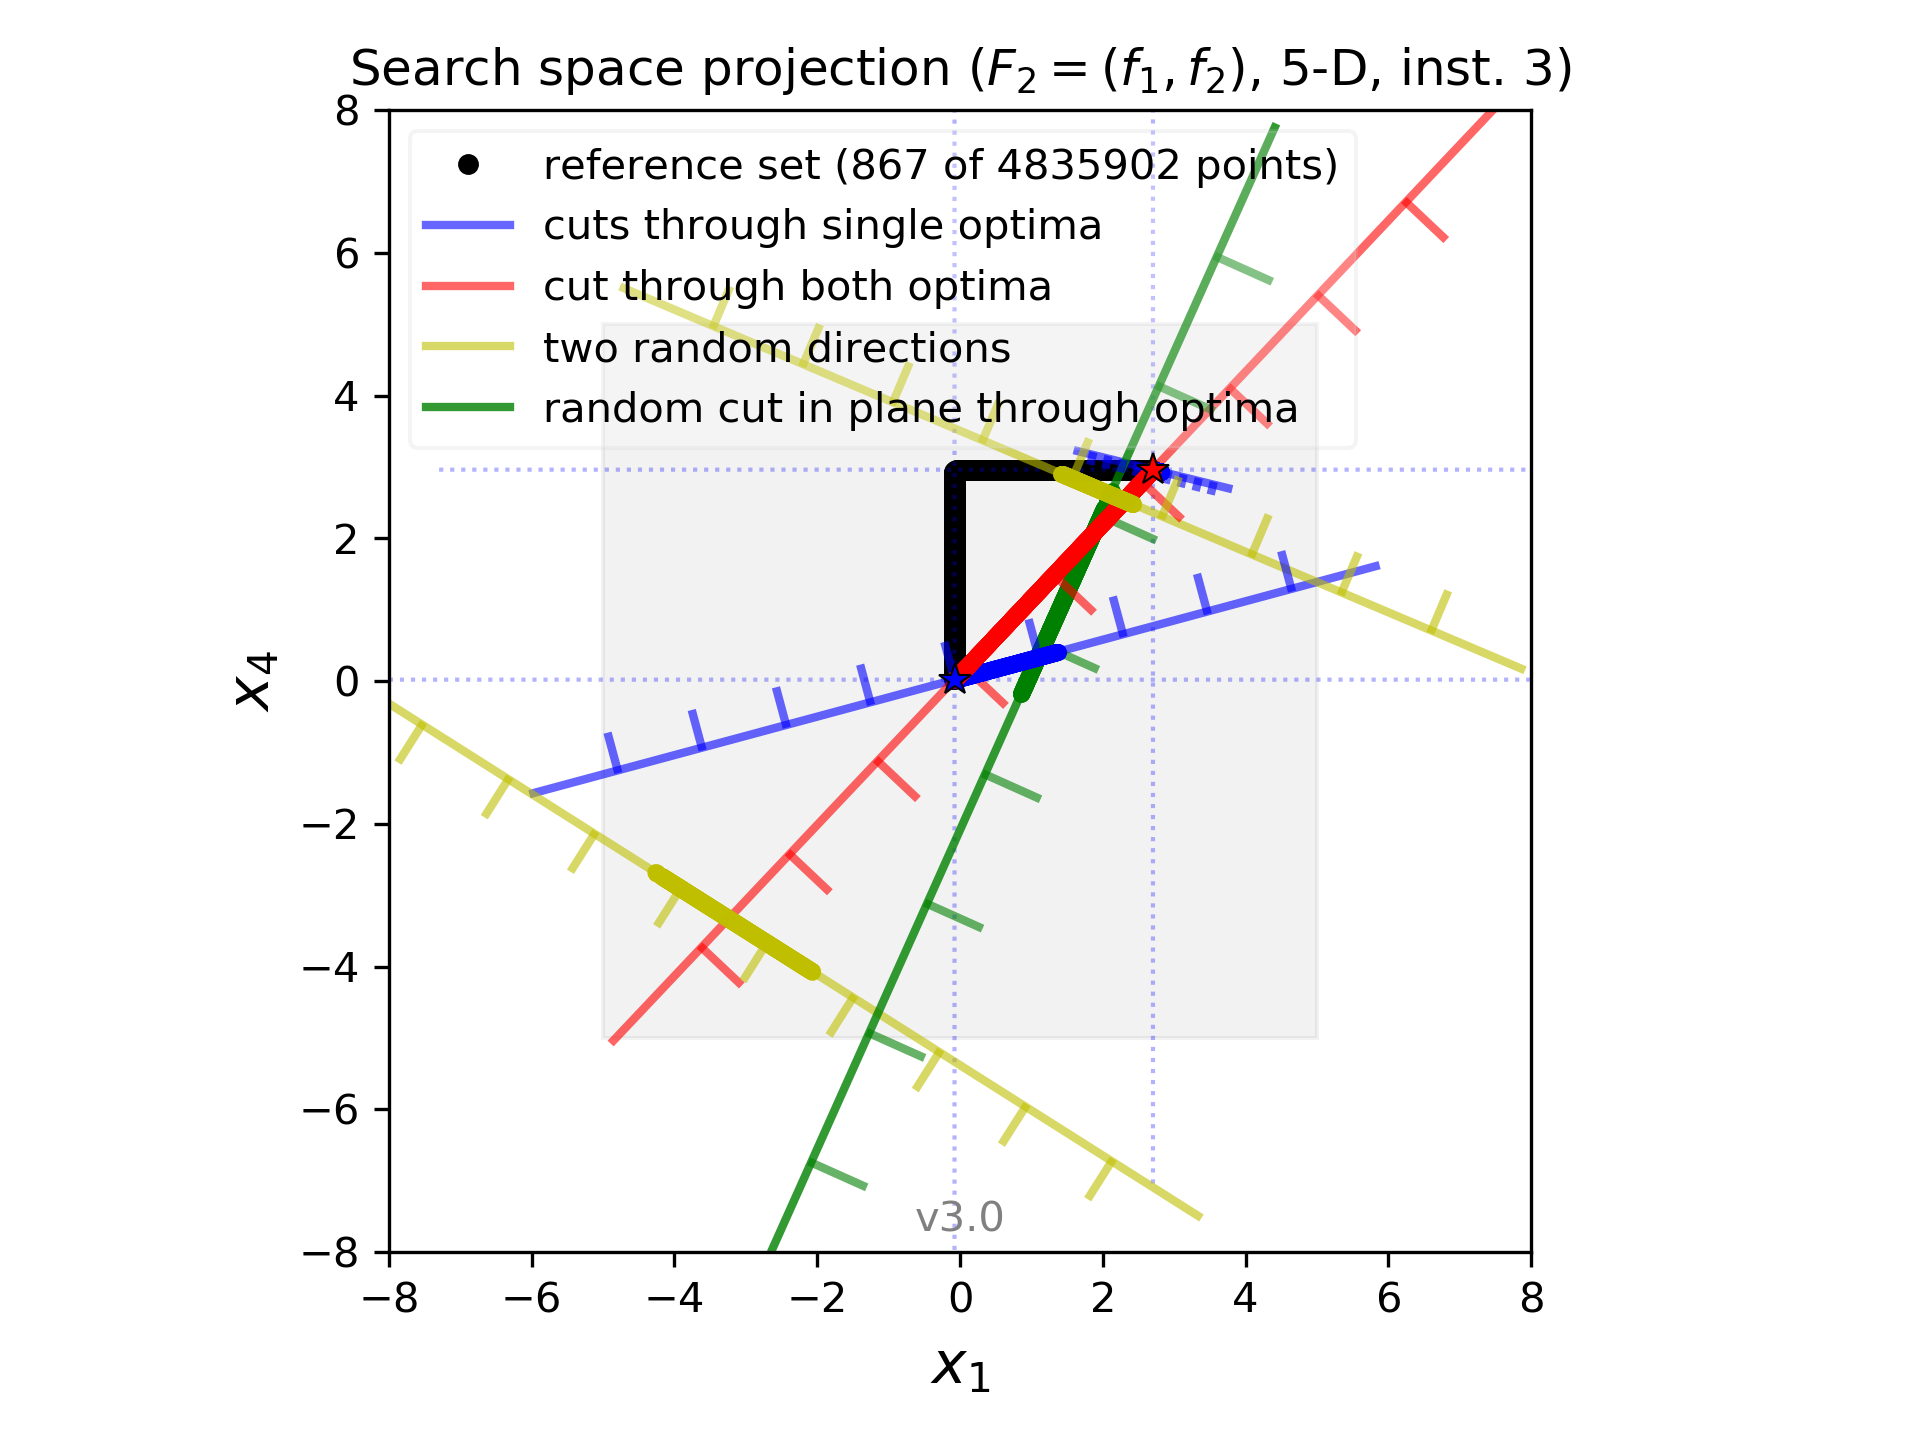 Search space projection (F₂ = (f₁, f₂), 5-D, inst. 3)
reference set (867 of 4835902 points)
cuts through single optima
cut through both optima
two random directions
random cut in plane through optima
8
6
4
2
0
−2
−4
−6
−8
x₄
v3.0
−8 −6 −4 −2 0 2 4 6 8
x₁